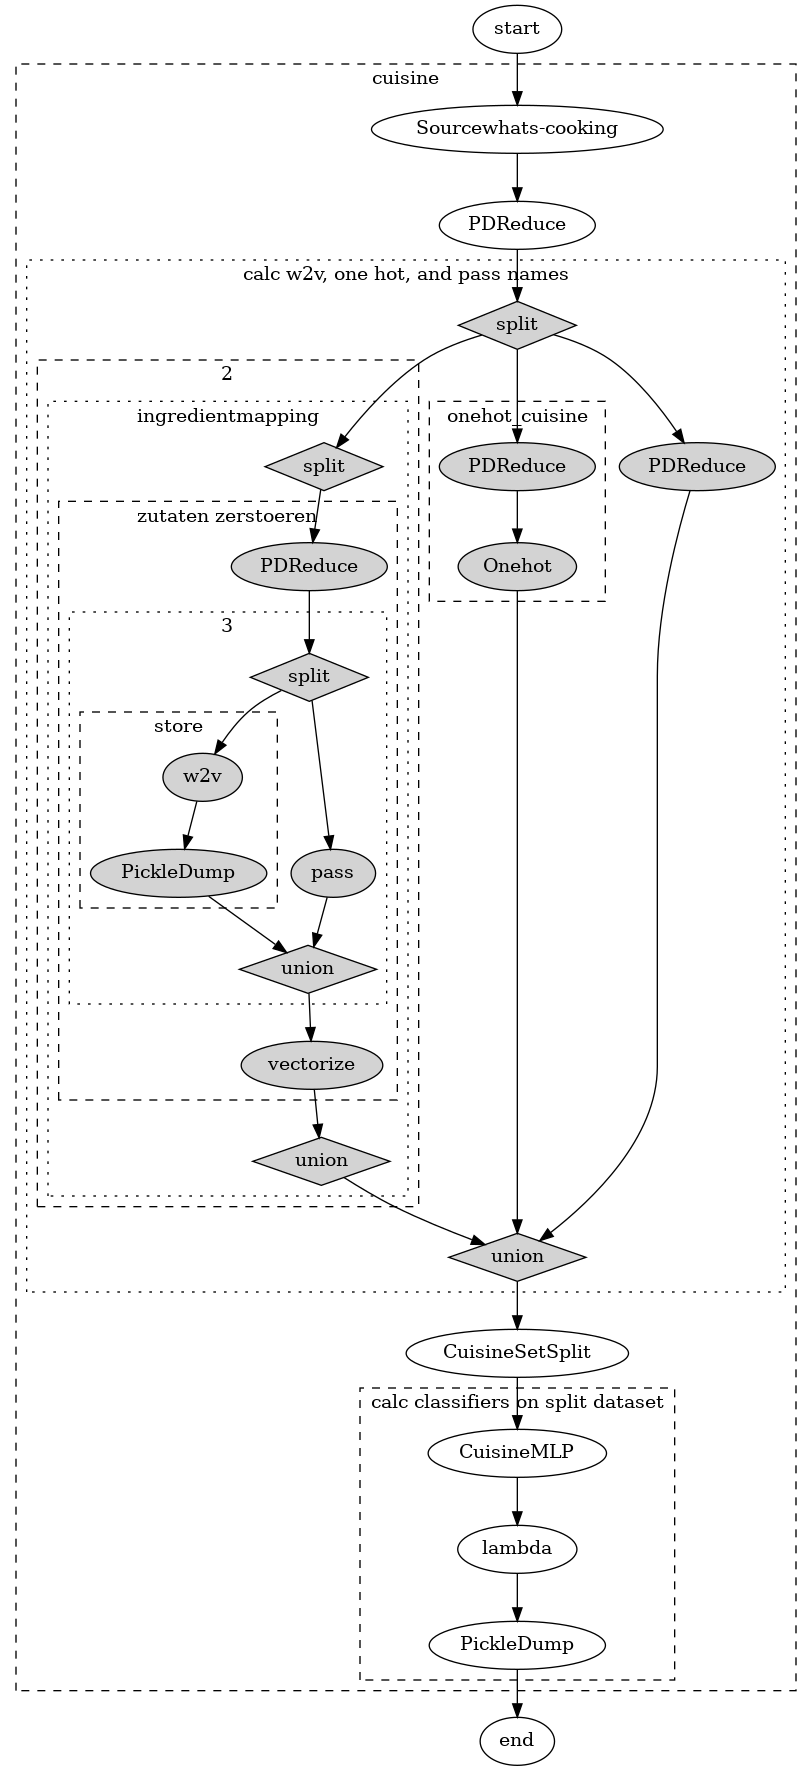 start
cuisine
Sourcewhats-cooking
PDReduce
calc w2v, one hot, and pass names
split
2
ingredientmapping
onehot_cuisine
split
PDReduce
PDReduce
zutaten zerstoeren
PDReduce
Onehot
3
split
store
w2v
PickleDump
pass
union
vectorize
union
union
CuisineSetSplit
calc classifiers on split dataset
CuisineMLP
lambda
PickleDump
end